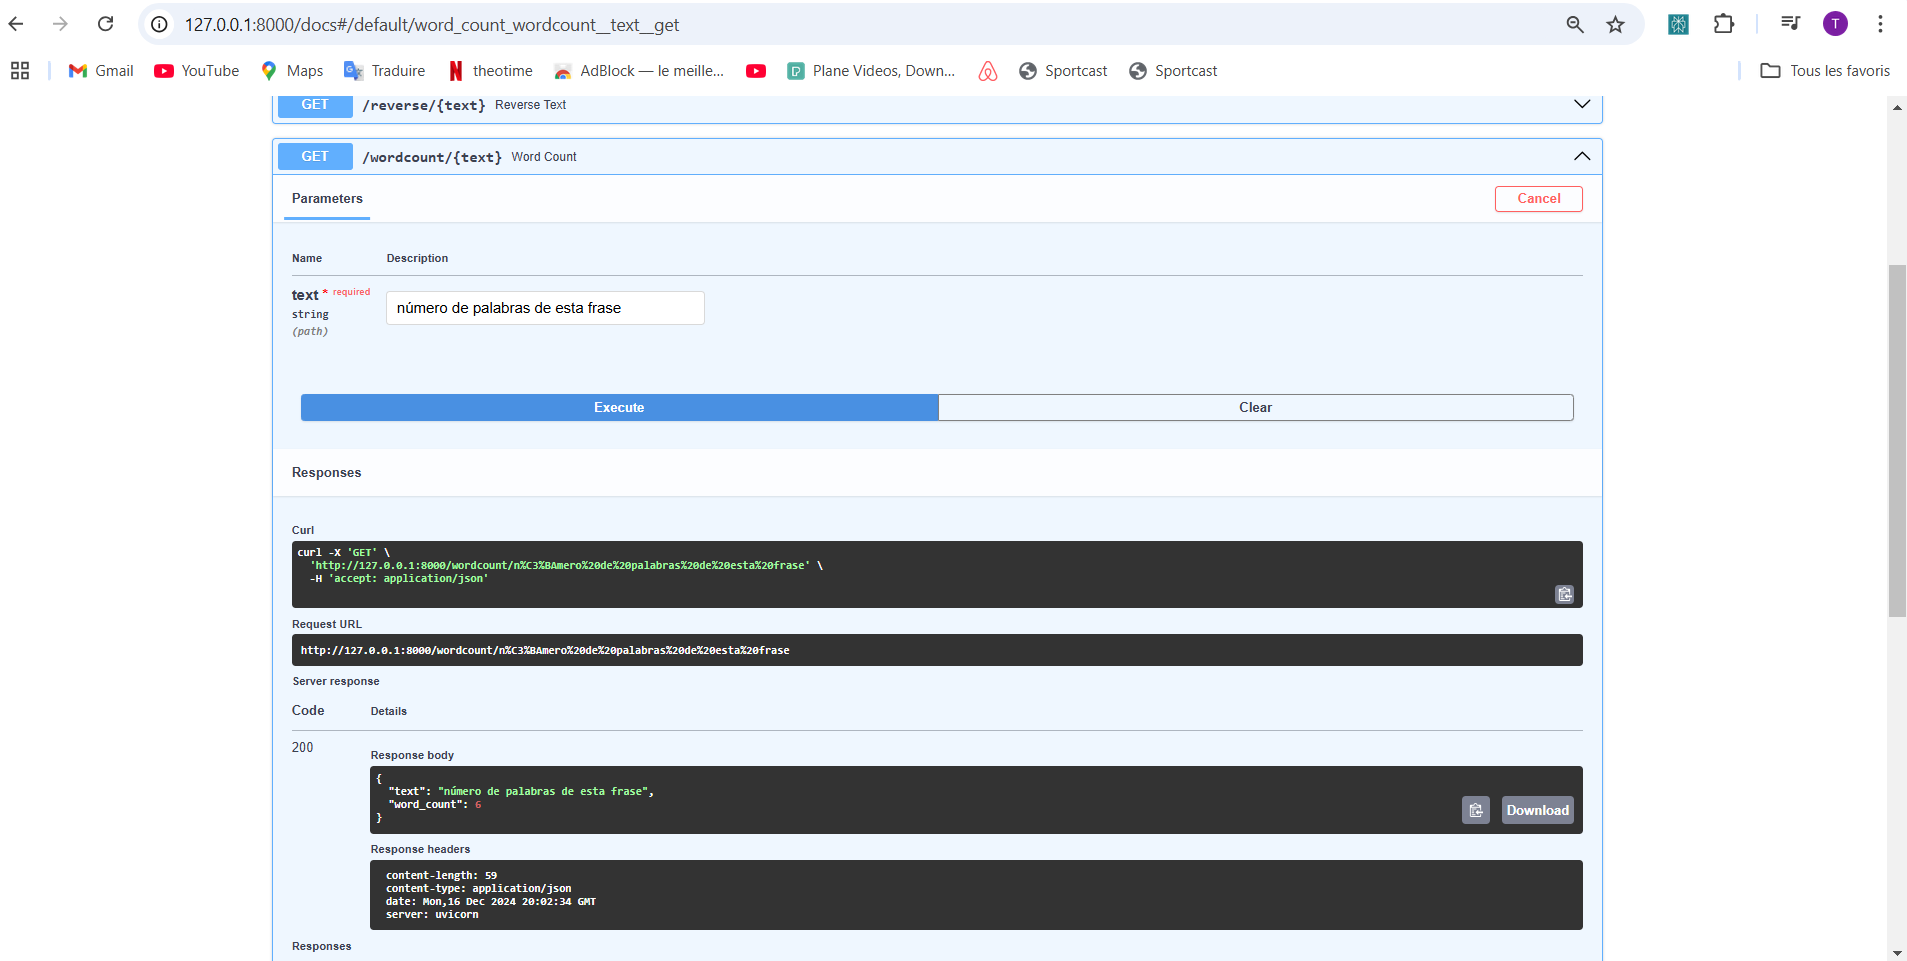 127.0.0.1:8000/docs#/default/word_count_wordcount__text__get
T
Gmail YouTube Maps Traduire theotime AdBlock — le meille... Plane Videos, Down... Sportcast Sportcast Tous les favoris
GET /reverse/{text} Reverse Text
GET /wordcount/{text} Word Count
Parameters Cancel
Name Description
text * required
string
(path)
número de palabras de esta frase
Execute Clear
Responses
Curl
curl -X 'GET' \
'http://127.0.0.1:8000/wordcount/n%C3%BAmero%20de%20palabras%20de%20esta%20frase' \
-H 'accept: application/json'
Request URL
http://127.0.0.1:8000/wordcount/n%C3%BAmero%20de%20palabras%20de%20esta%20frase
Server response
Code Details
200
Response body
{
"text": "número de palabras de esta frase",
"word_count": 6
}
Download
Response headers
content-length: 59
content-type: application/json
date: Mon,16 Dec 2024 20:02:34 GMT
server: uvicorn
Responses